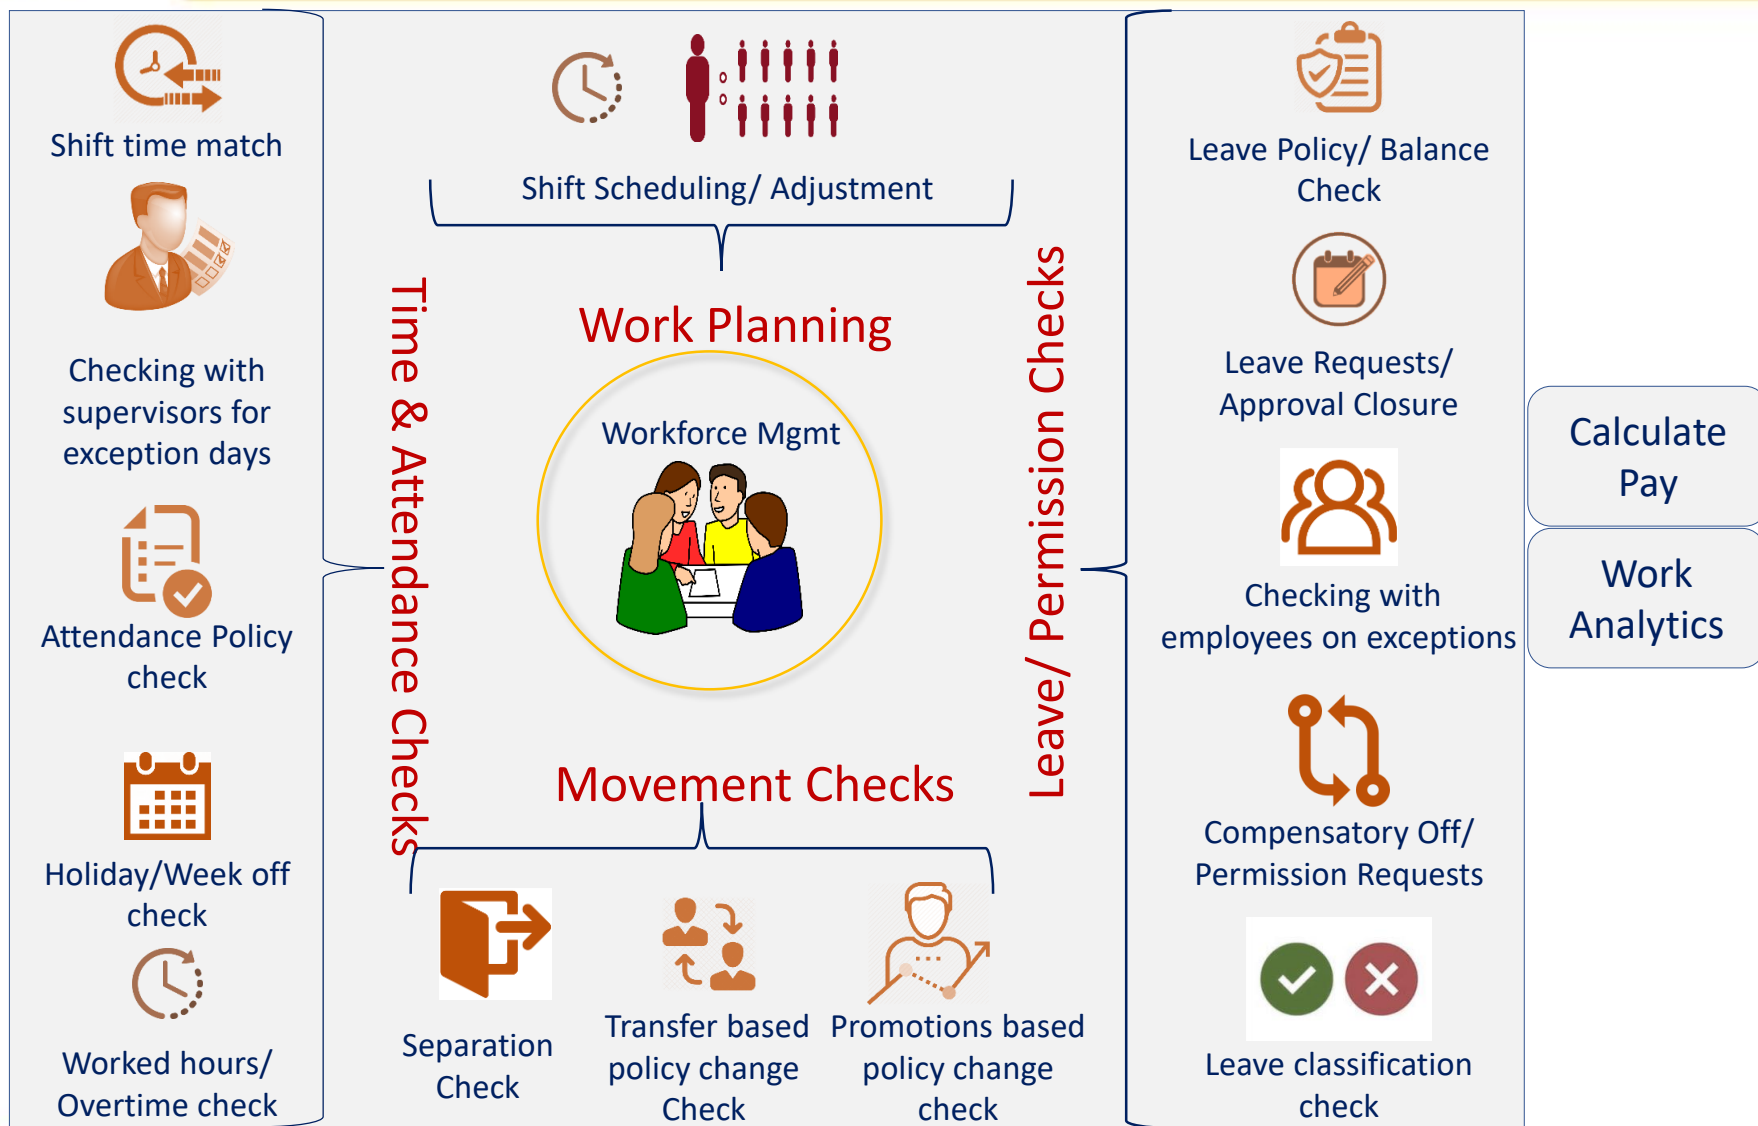 Shift time match
Checking with
supervisors for
exception days
Attendance Policy
check
Holiday/Week off
check
Worked hours/
Overtime check
Time & Attendance Checks
Shift Scheduling/ Adjustment
Work Planning
Workforce Mgmt
Movement Checks
Separation
Check
Transfer based
policy change
Check
Promotions based
policy change
check
Leave/ Permission Checks
Leave Policy/ Balance
Check
Leave Requests/
Approval Closure
Checking with
employees on exceptions
Compensatory Off/
Permission Requests
Leave classification
check
Calculate
Pay
Work
Analytics